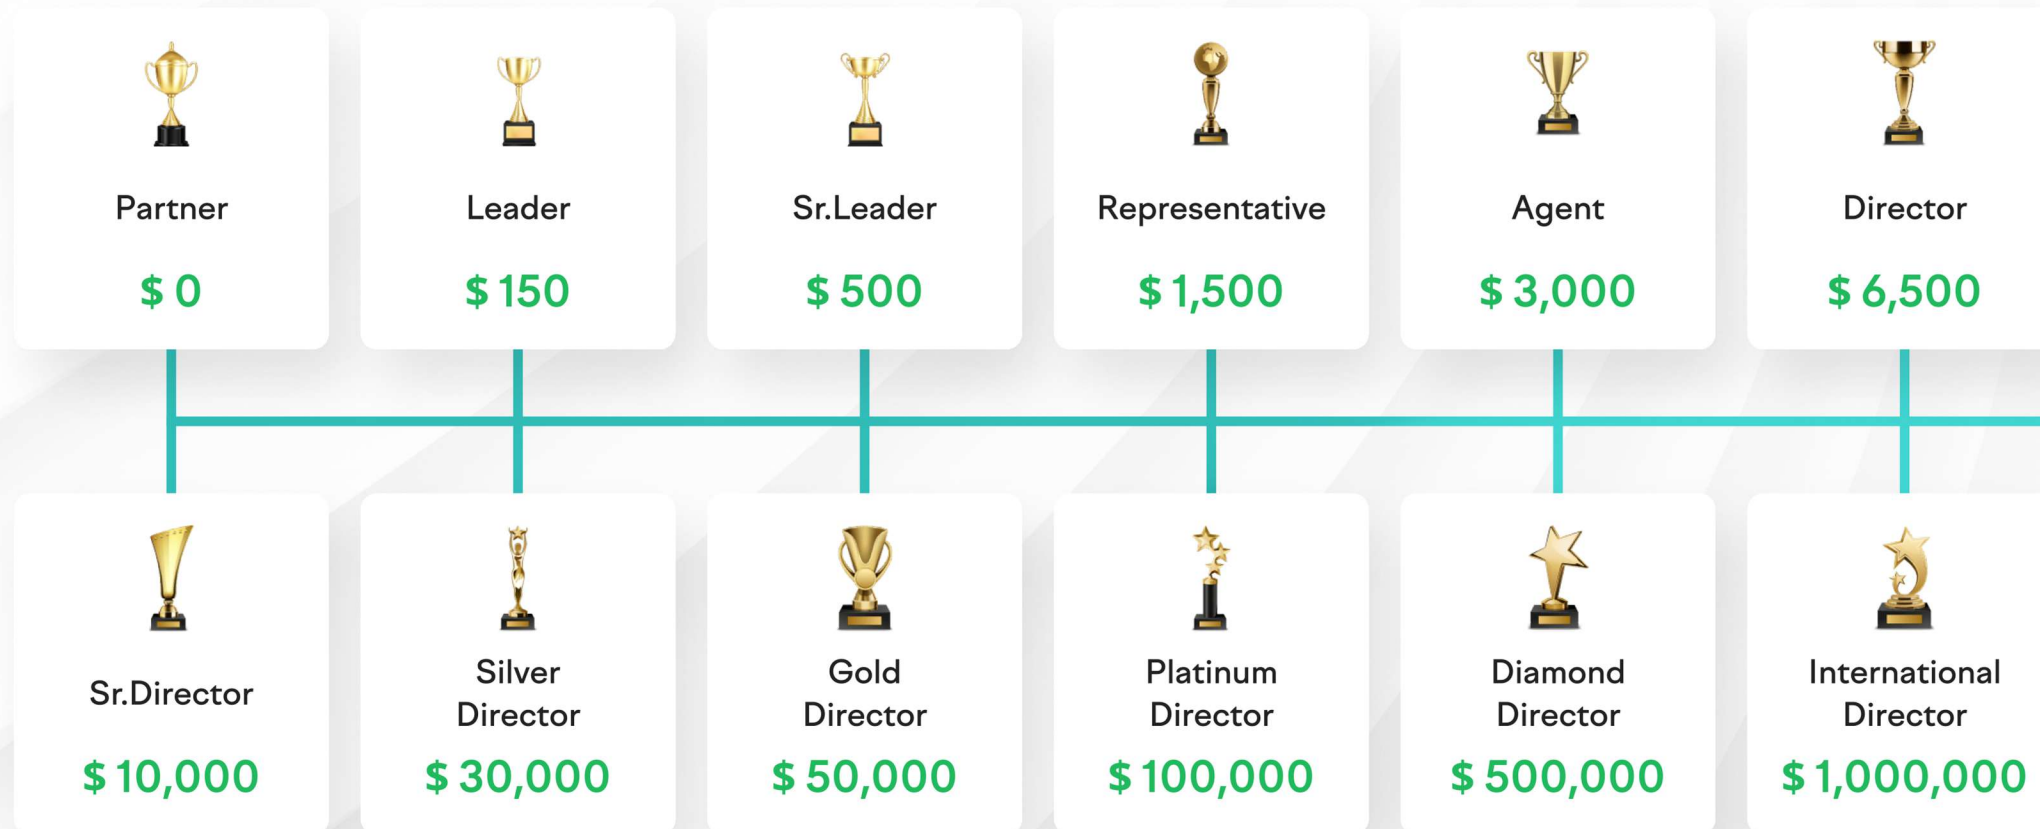 Partner
$ 0
Leader
$ 150
Sr.Leader
$ 500
Representative
$ 1,500
Agent
$ 3,000
Director
$ 6,500
Sr.Director
$ 10,000
Silver
Director
$ 30,000
Gold
Director
$ 50,000
Platinum
Director
$ 100,000
Diamond
Director
$ 500,000
International
Director
$ 1,000,000